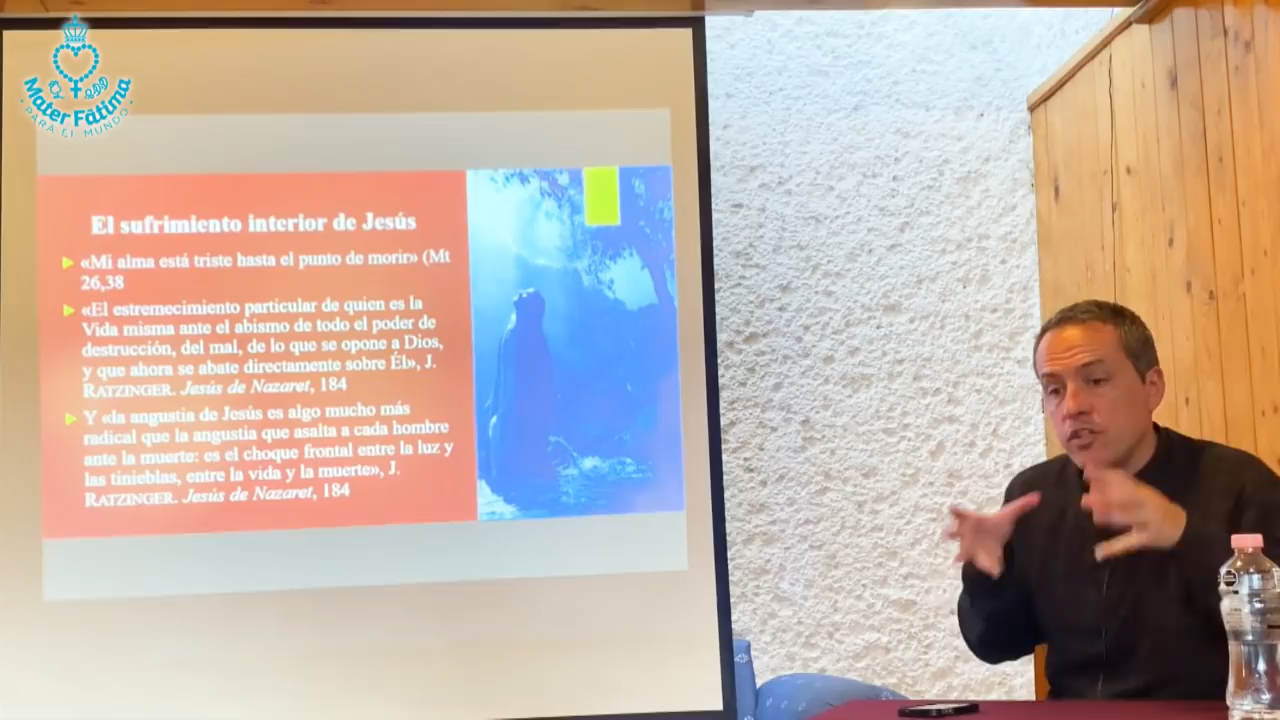 Mater Fátima
PARA EL MUNDO
El sufrimiento interior de Jesús
«Mi alma está triste hasta el punto de morir» (Mt
26,38
«El estremecimiento particular de quien es la
Vida misma ante el abismo de todo el poder de
destrucción, del mal, de lo que se opone a Dios,
y que ahora se abate directamente sobre Él», J.
RATZINGER. Jesús de Nazaret, 184
Y «la angustia de Jesús es algo mucho más
radical que la angustia que asalta a cada hombre
ante la muerte: es el choque frontal entre la luz y
las tinieblas, entre la vida y la muerte», J.
RATZINGER. Jesús de Nazaret, 184